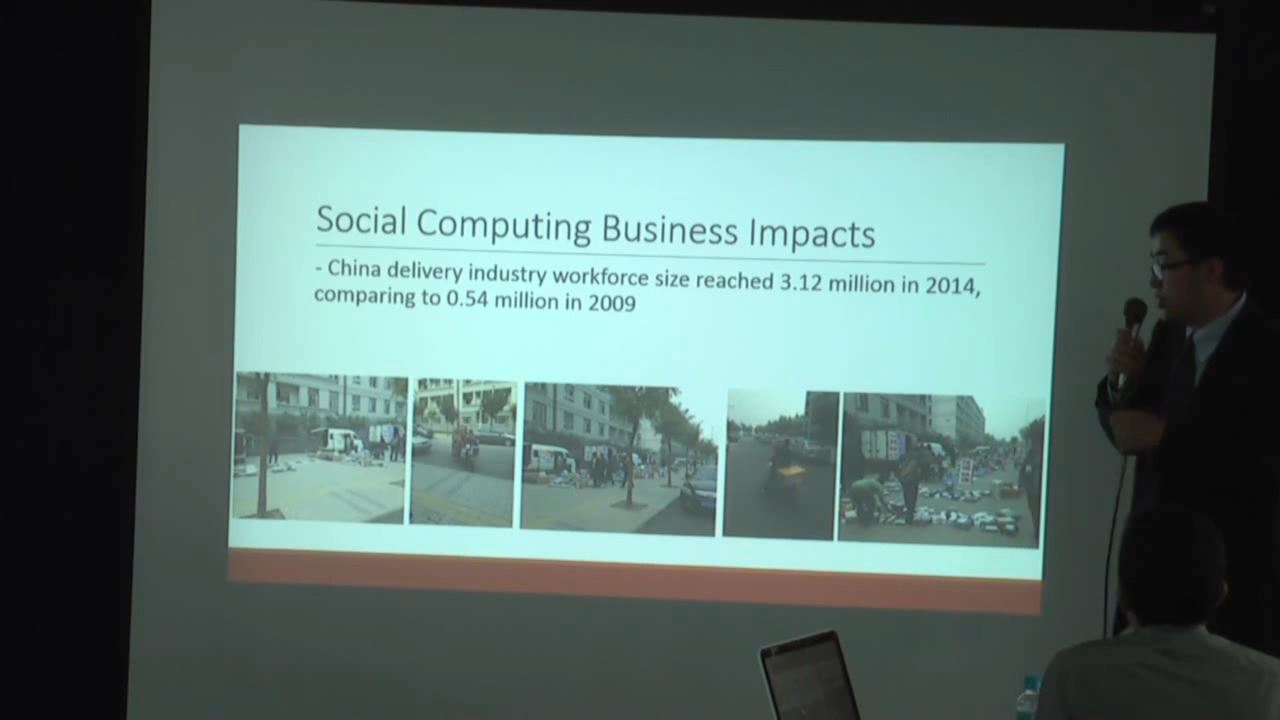 Social Computing Business Impacts
- China delivery industry workforce size reached 3.12 million in 2014,
comparing to 0.54 million in 2009